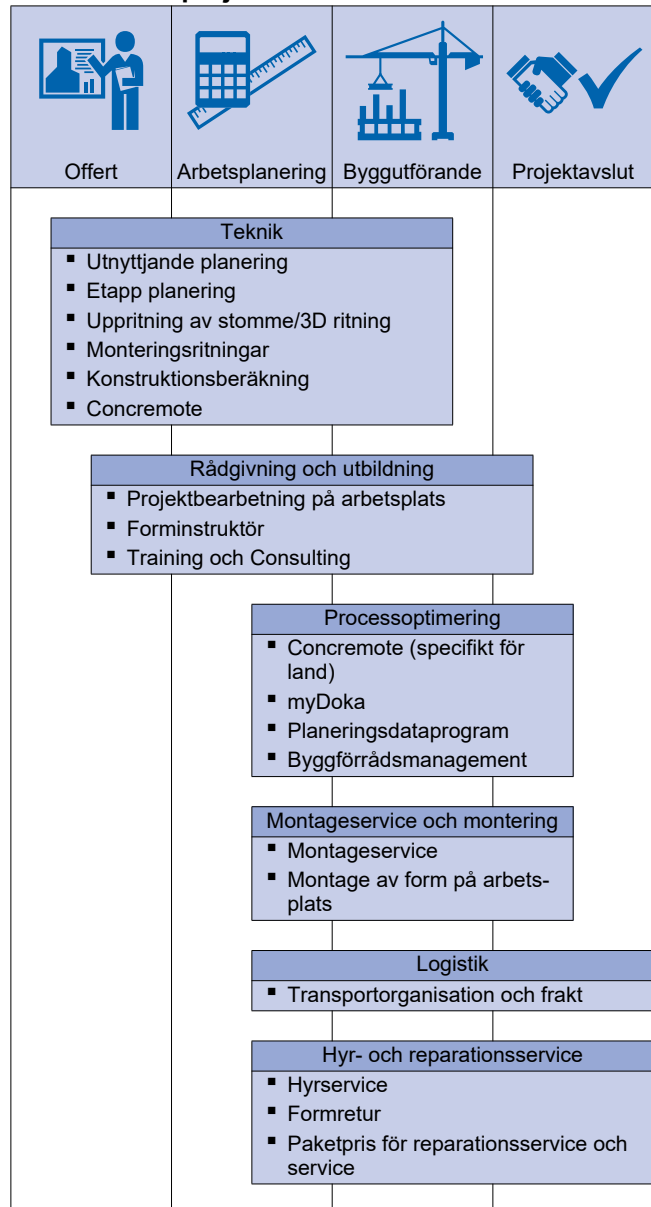 Offert
Arbetsplanering
Byggutförande
Projektavslut
Teknik
▪ Utnyttjande planering
▪ Etapp planering
▪ Uppritning av stomme/3D ritning
▪ Monteringsritningar
▪ Konstruktionsberäkning
▪ Concremote
Rådgivning och utbildning
▪ Projektbearbetning på arbetsplats
▪ Forminstruktör
▪ Training och Consulting
Processoptimering
▪ Concremote (specifikt för
land)
▪ myDoka
▪ Planeringsdataprogram
▪ Byggförrådsmanagement
Montageservice och montering
▪ Montageservice
▪ Montage av form på arbets-
plats
Logistik
▪ Transportorganisation och frakt
Hyr- och reparationsservice
▪ Hyrservice
▪ Formretur
▪ Paketpris för reparationsservice och
service